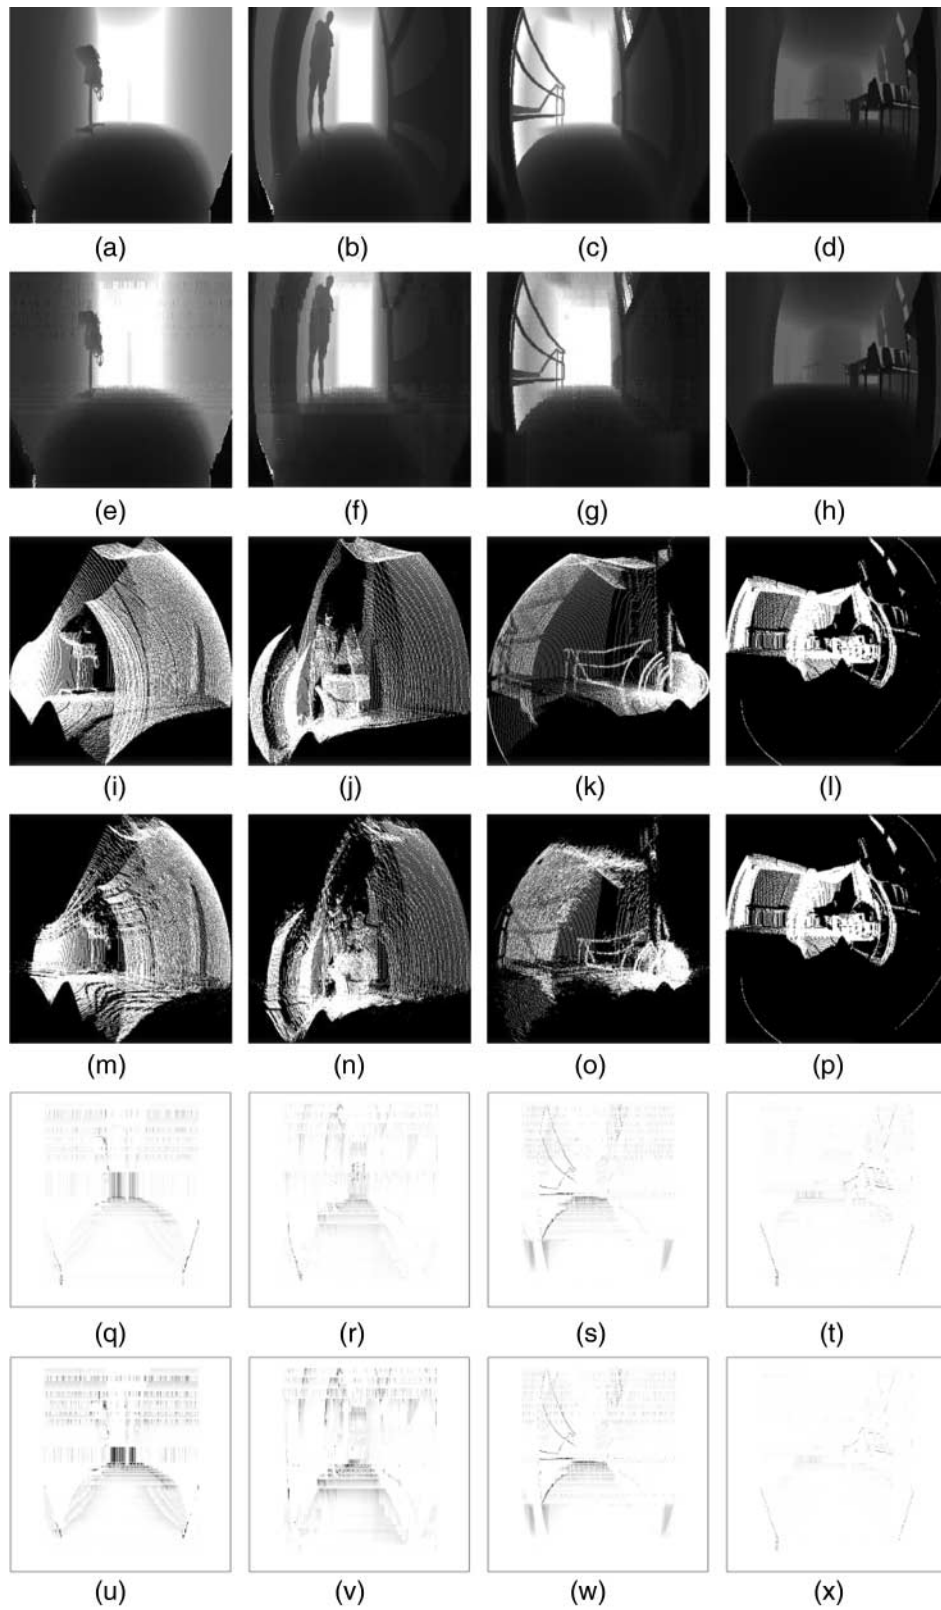 (a) (b) (c) (d)
(e) (f) (g) (h)
(i) (j) (k) (l)
(m) (n) (o) (p)
(q) (r) (s) (t)
(u) (v) (w) (x)